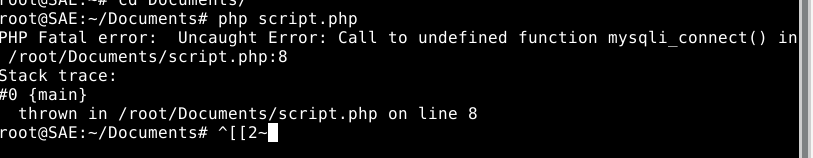 root@SAE:~# cd Documents/
root@SAE:~/Documents# php script.php
PHP Fatal error:  Uncaught Error: Call to undefined function mysqli_connect() in
 /root/Documents/script.php:8
Stack trace:
#0 {main}
  thrown in /root/Documents/script.php on line 8
root@SAE:~/Documents# ^[[2~